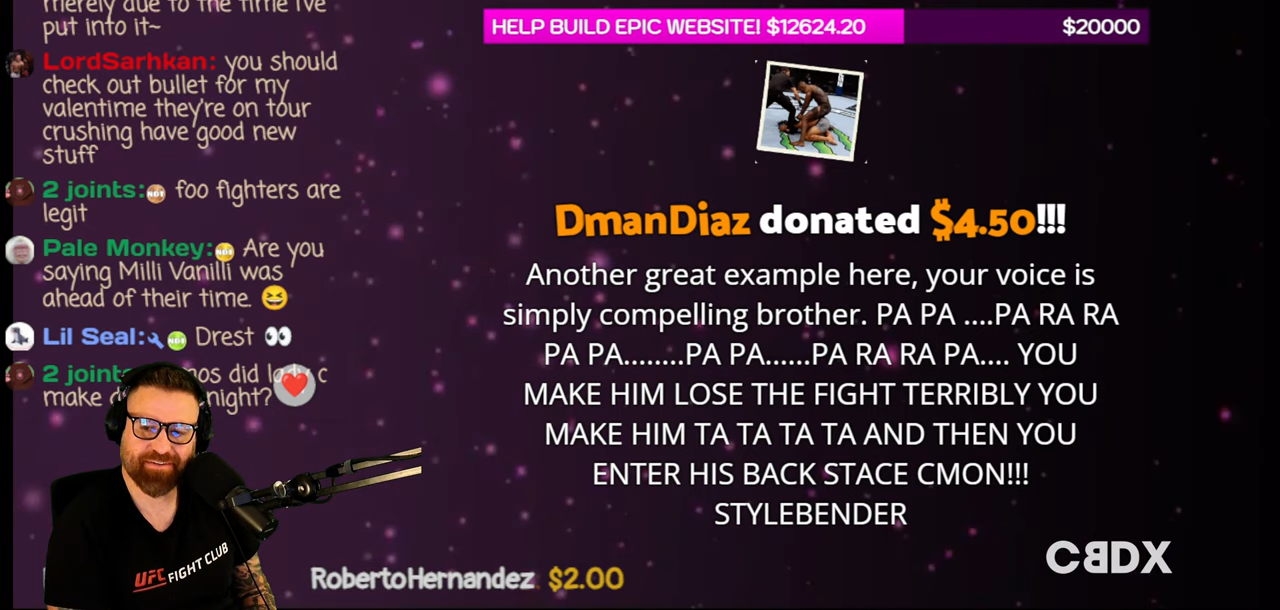 merely due to the time I've
put into it~
LordSarhkan: you should
check out bullet for my
valentime they're on tour
crushing have good new
stuff
2 joints: foo fighters are
legit
Pale Monkey: Are you
saying Milli Vanilli was
ahead of their time. 😆
Lil Seal: Drest 👀
2 joint did c
make night?
HELP BUILD EPIC WEBSITE! $12624.20 $20000
DmanDiaz donated $4.50!!!
Another great example here, your voice is
simply compelling brother. PA PA ....PA RA RA
PA PA........PA PA......PA RA RA PA.... YOU
MAKE HIM LOSE THE FIGHT TERRIBLY YOU
MAKE HIM TA TA TA TA AND THEN YOU
ENTER HIS BACK STACE CMON!!!
STYLEBENDER
UFC FIGHT CLUB
RobertoHernandez $2.00
CBDX